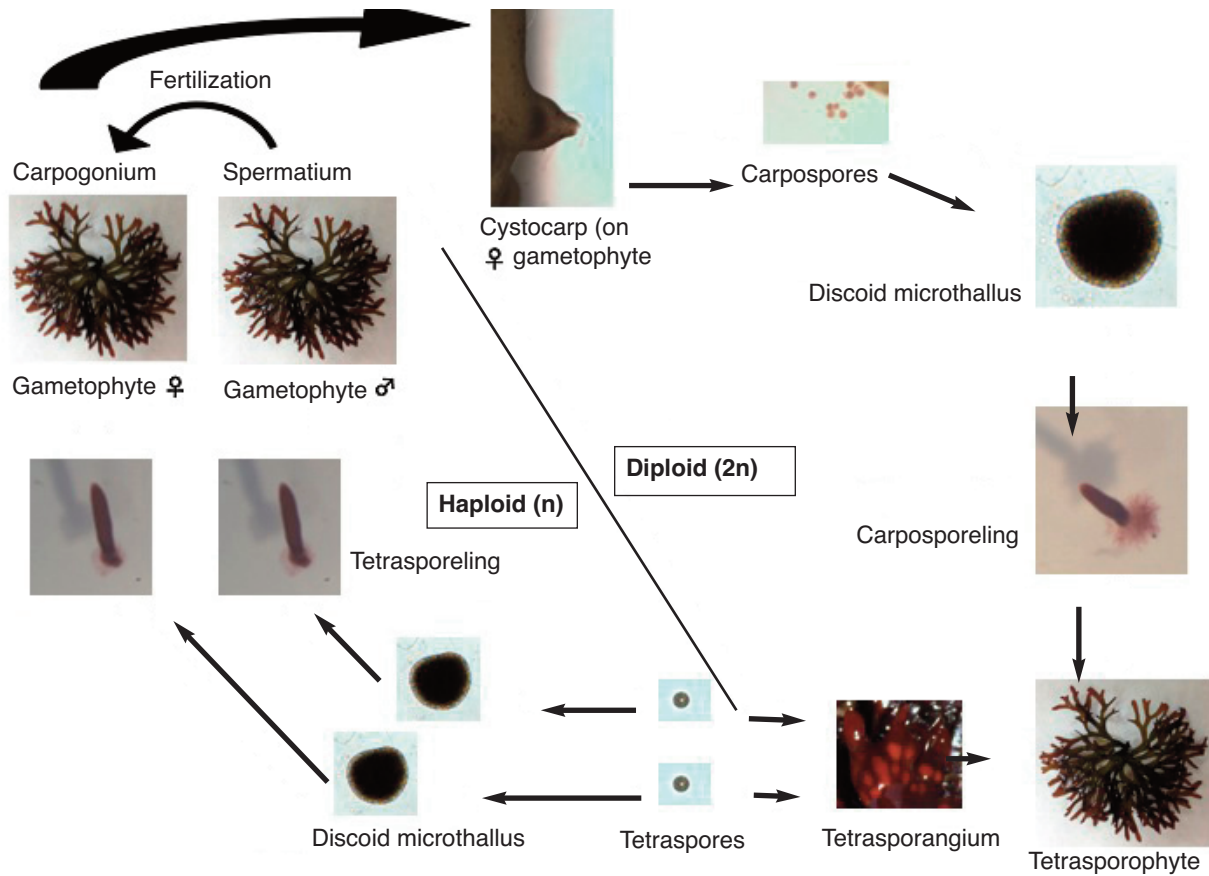 Fertilization
Carpogonium
Spermatium
Gametophyte ♀
Gametophyte ♂
Cystocarp (on
♀ gametophyte
Carpospores
Discoid microthallus
Diploid (2n)
Haploid (n)
Carposporeling
Tetrasporeling
Discoid microthallus
Tetraspores
Tetrasporangium
Tetrasporophyte